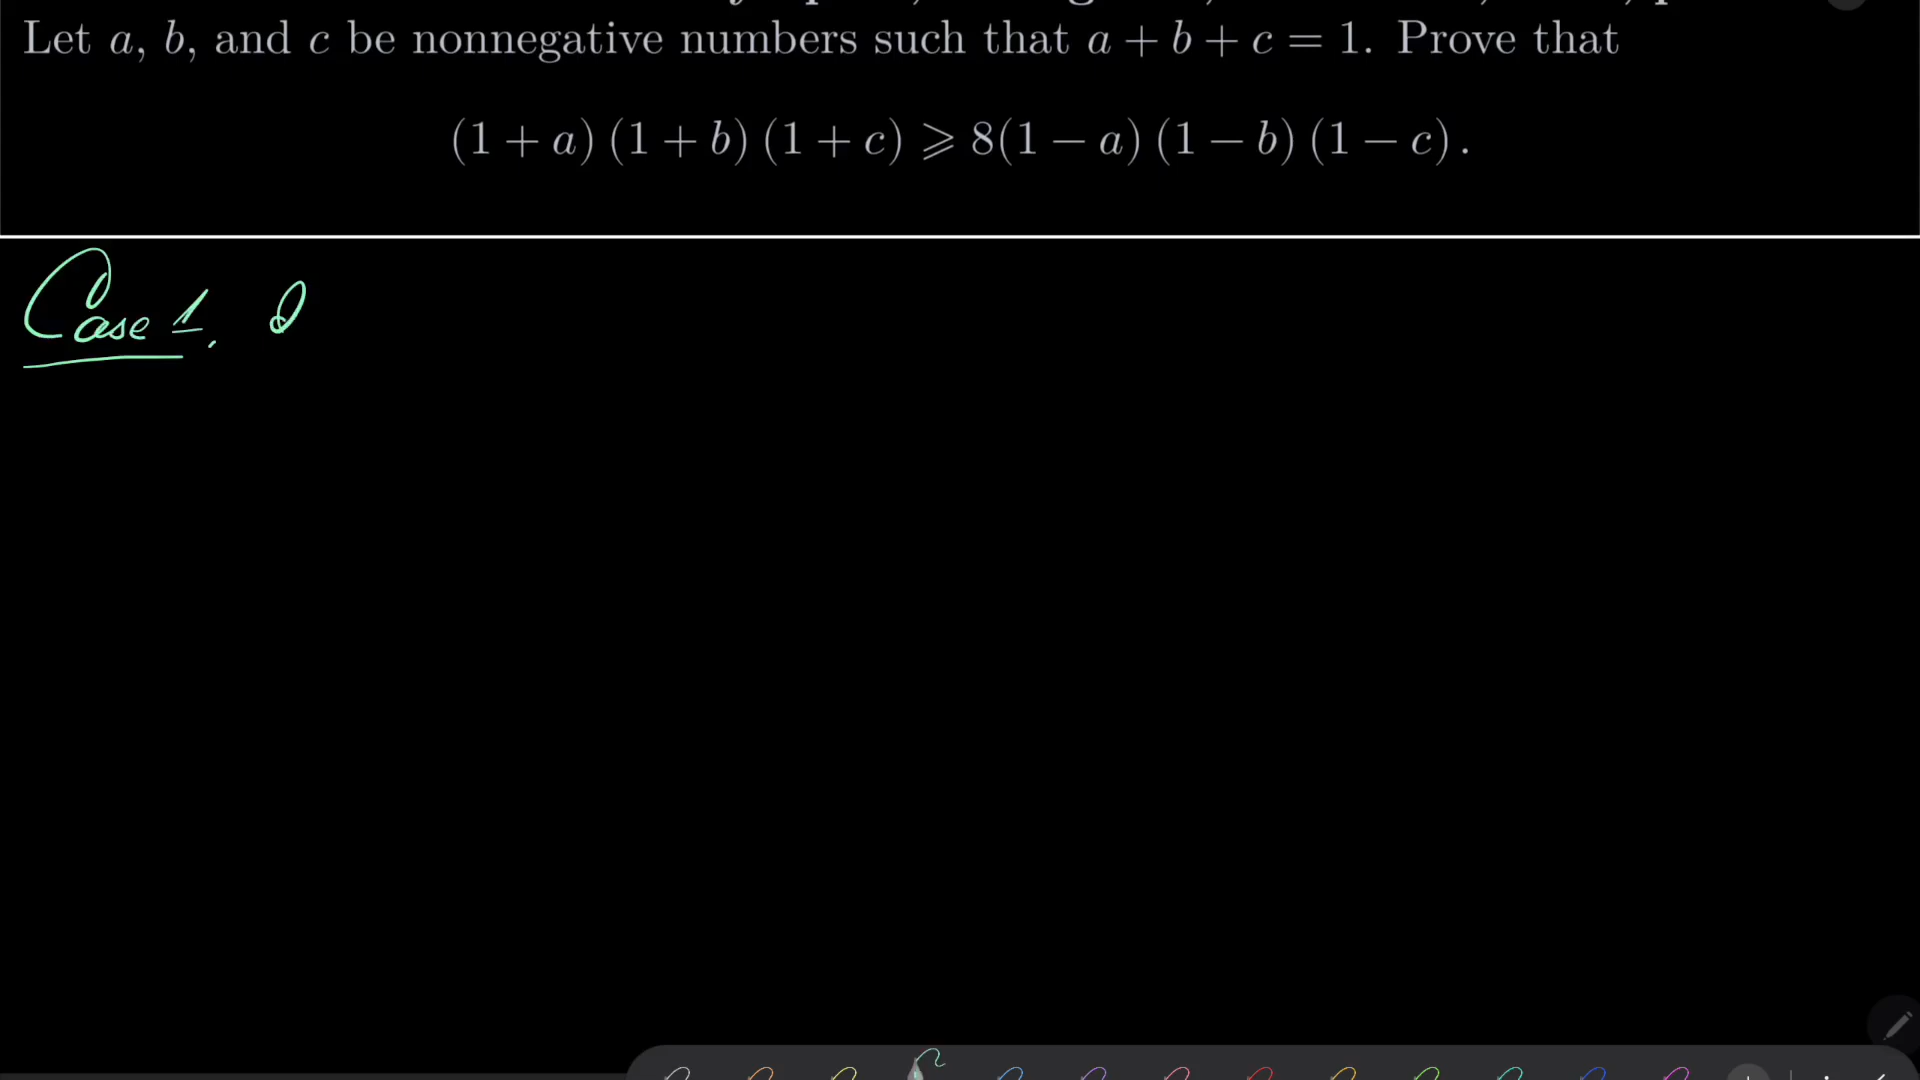 Let a, b, and c be nonnegative numbers such that a + b + c = 1. Prove that
(1 + a) (1 + b) (1 + c) ⩾ 8(1 − a) (1 − b) (1 − c) .
Case 1.